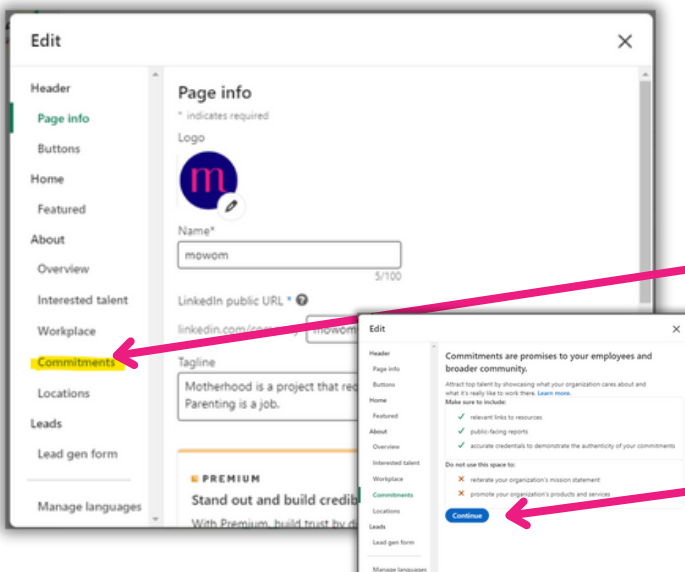 Edit
Header
Page info
Buttons
Home
Featured
About
Overview
Interested talent
Workplace
Commitments
Locations
Leads
Lead gen form
Manage languages
Page info
* indicates required
Logo
m
Name*
mowom
5/100
LinkedIn public URL *
linkedin.com/company/ mowom
Tagline
Motherhood is a project that
Parenting is a job.
PREMIUM
Stand out and build
With Premium, build trust by
Edit
Header
Page info
Buttons
Home
Featured
About
Overview
Interested talent
Workplace
Commitments
Locations
Leads
Lead gen form
Manage languages
Commitments are promises to your employees and
broader community.
Attract top talent by showcasing what your organization cares about and
what it's really like to work there. Learn more.
Make sure to include:
relevant links to resources
public-facing reports
accurate credentials to demonstrate the authenticity of your commitments
Do not use this space to:
reiterate your organization's mission statement
promote your organization's products and services
Continue